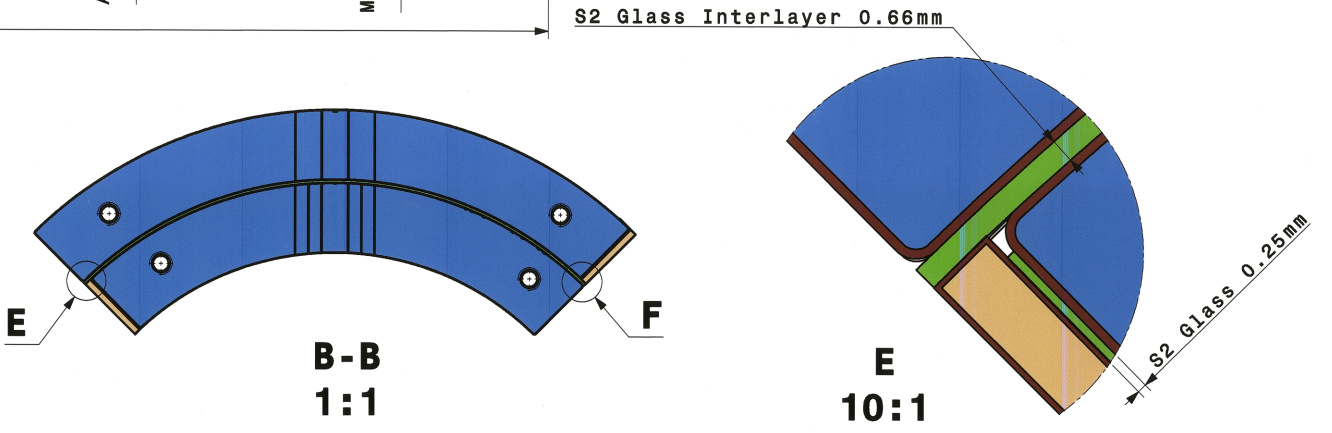 S2 Glass Interlayer 0.66mm
E
F
B-B
1:1
E
10:1
S2 Glass 0.25mm